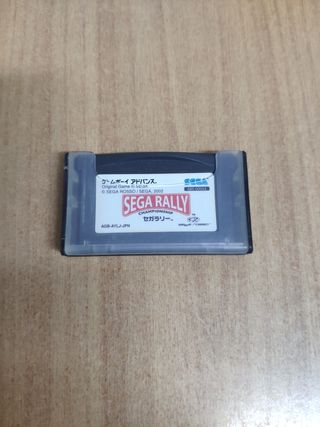 ゲームボーイ アドバンス
Original Game © SEGA
© SEGA ROSSO / SEGA, 2002
SEGA
SEGA RALLY
CHAMPIONSHIP
セガラリー
AGB-AYLJ-JPN